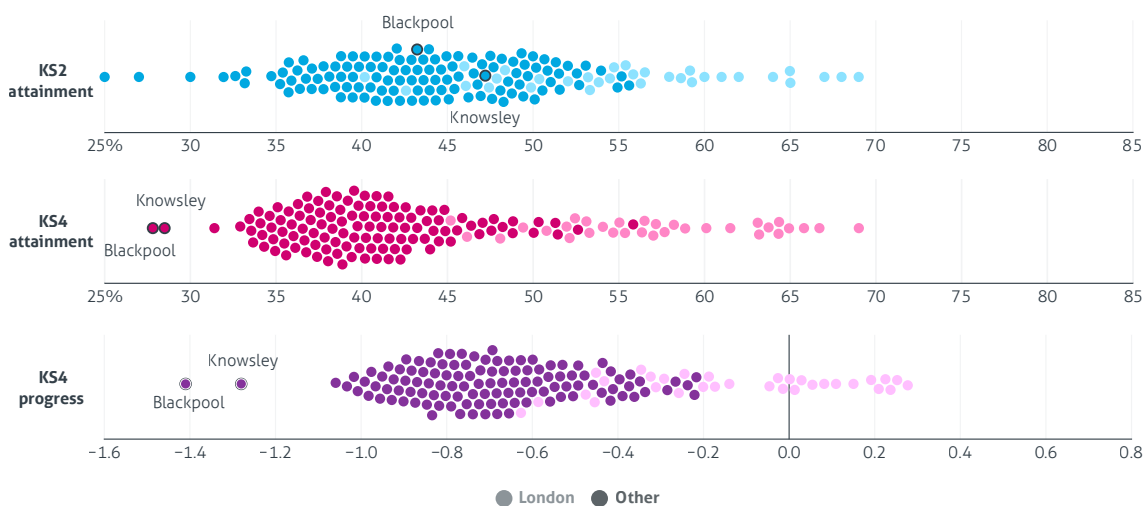 Blackpool
KS2
attainment
Knowsley
25% 30 35 40 45 50 55 60 65 70 75 80 85
Knowsley
KS4
attainment
Blackpool
25% 30 35 40 45 50 55 60 65 70 75 80 85
Knowsley
KS4
progress
Blackpool
−1.6 −1.4 −1.2 −1.0 −0.8 −0.6 −0.4 −0.2 0.0 0.2 0.4 0.6 0.8
London Other